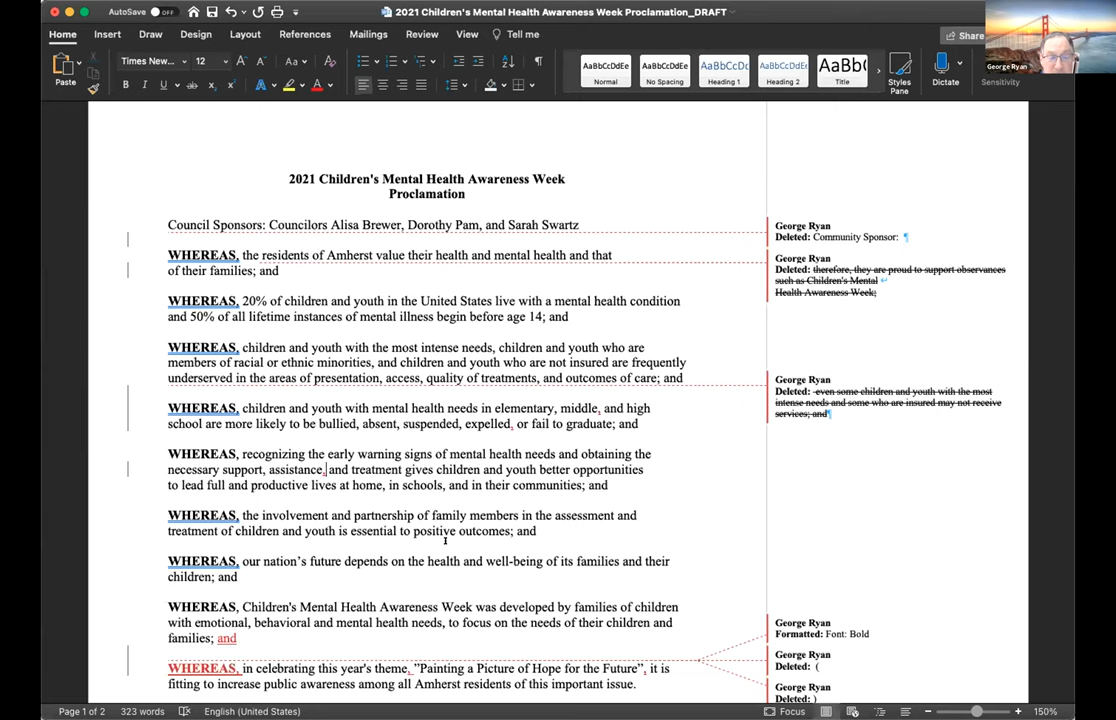 AutoSave OFF
2021 Children's Mental Health Awareness Week Proclamation_DRAFT
Home Insert Draw Design Layout References Mailings Review View Tell me
Share
George Ryan
Paste
Times New... 12
Aa
B I U ab x₂ x²
A A
AaBbCcDdEe
Normal
AaBbCcDdEe
No Spacing
AaBbCcDc
Heading 1
AaBbCcDdEe
Heading 2
AaBb(
Title
Styles
Pane
Dictate
Sensitivity
2021 Children's Mental Health Awareness Week
Proclamation
Council Sponsors: Councilors Alisa Brewer, Dorothy Pam, and Sarah Swartz
WHEREAS, the residents of Amherst value their health and mental health and that
of their families; and
WHEREAS, 20% of children and youth in the United States live with a mental health condition
and 50% of all lifetime instances of mental illness begin before age 14; and
WHEREAS, children and youth with the most intense needs, children and youth who are
members of racial or ethnic minorities, and children and youth who are not insured are frequently
underserved in the areas of presentation, access, quality of treatments, and outcomes of care; and
WHEREAS, children and youth with mental health needs in elementary, middle, and high
school are more likely to be bullied, absent, suspended, expelled, or fail to graduate; and
WHEREAS, recognizing the early warning signs of mental health needs and obtaining the
necessary support, assistance, and treatment gives children and youth better opportunities
to lead full and productive lives at home, in schools, and in their communities; and
WHEREAS, the involvement and partnership of family members in the assessment and
treatment of children and youth is essential to positive outcomes; and
WHEREAS, our nation's future depends on the health and well-being of its families and their
children; and
WHEREAS, Children's Mental Health Awareness Week was developed by families of children
with emotional, behavioral and mental health needs, to focus on the needs of their children and
families; and
WHEREAS, in celebrating this year's theme, "Painting a Picture of Hope for the Future", it is
fitting to increase public awareness among all Amherst residents of this important issue.
George Ryan
Deleted: Community Sponsor: ¶
George Ryan
Deleted: therefore, they are proud to support observances
such as Children's Mental
Health Awareness Week;
George Ryan
Deleted: even some children and youth with the most
intense needs and some who are insured may not receive
services; and¶
George Ryan
Formatted: Font: Bold
George Ryan
Deleted: (
George Ryan
Deleted: )
Page 1 of 2 323 words English (United States) Focus 150%